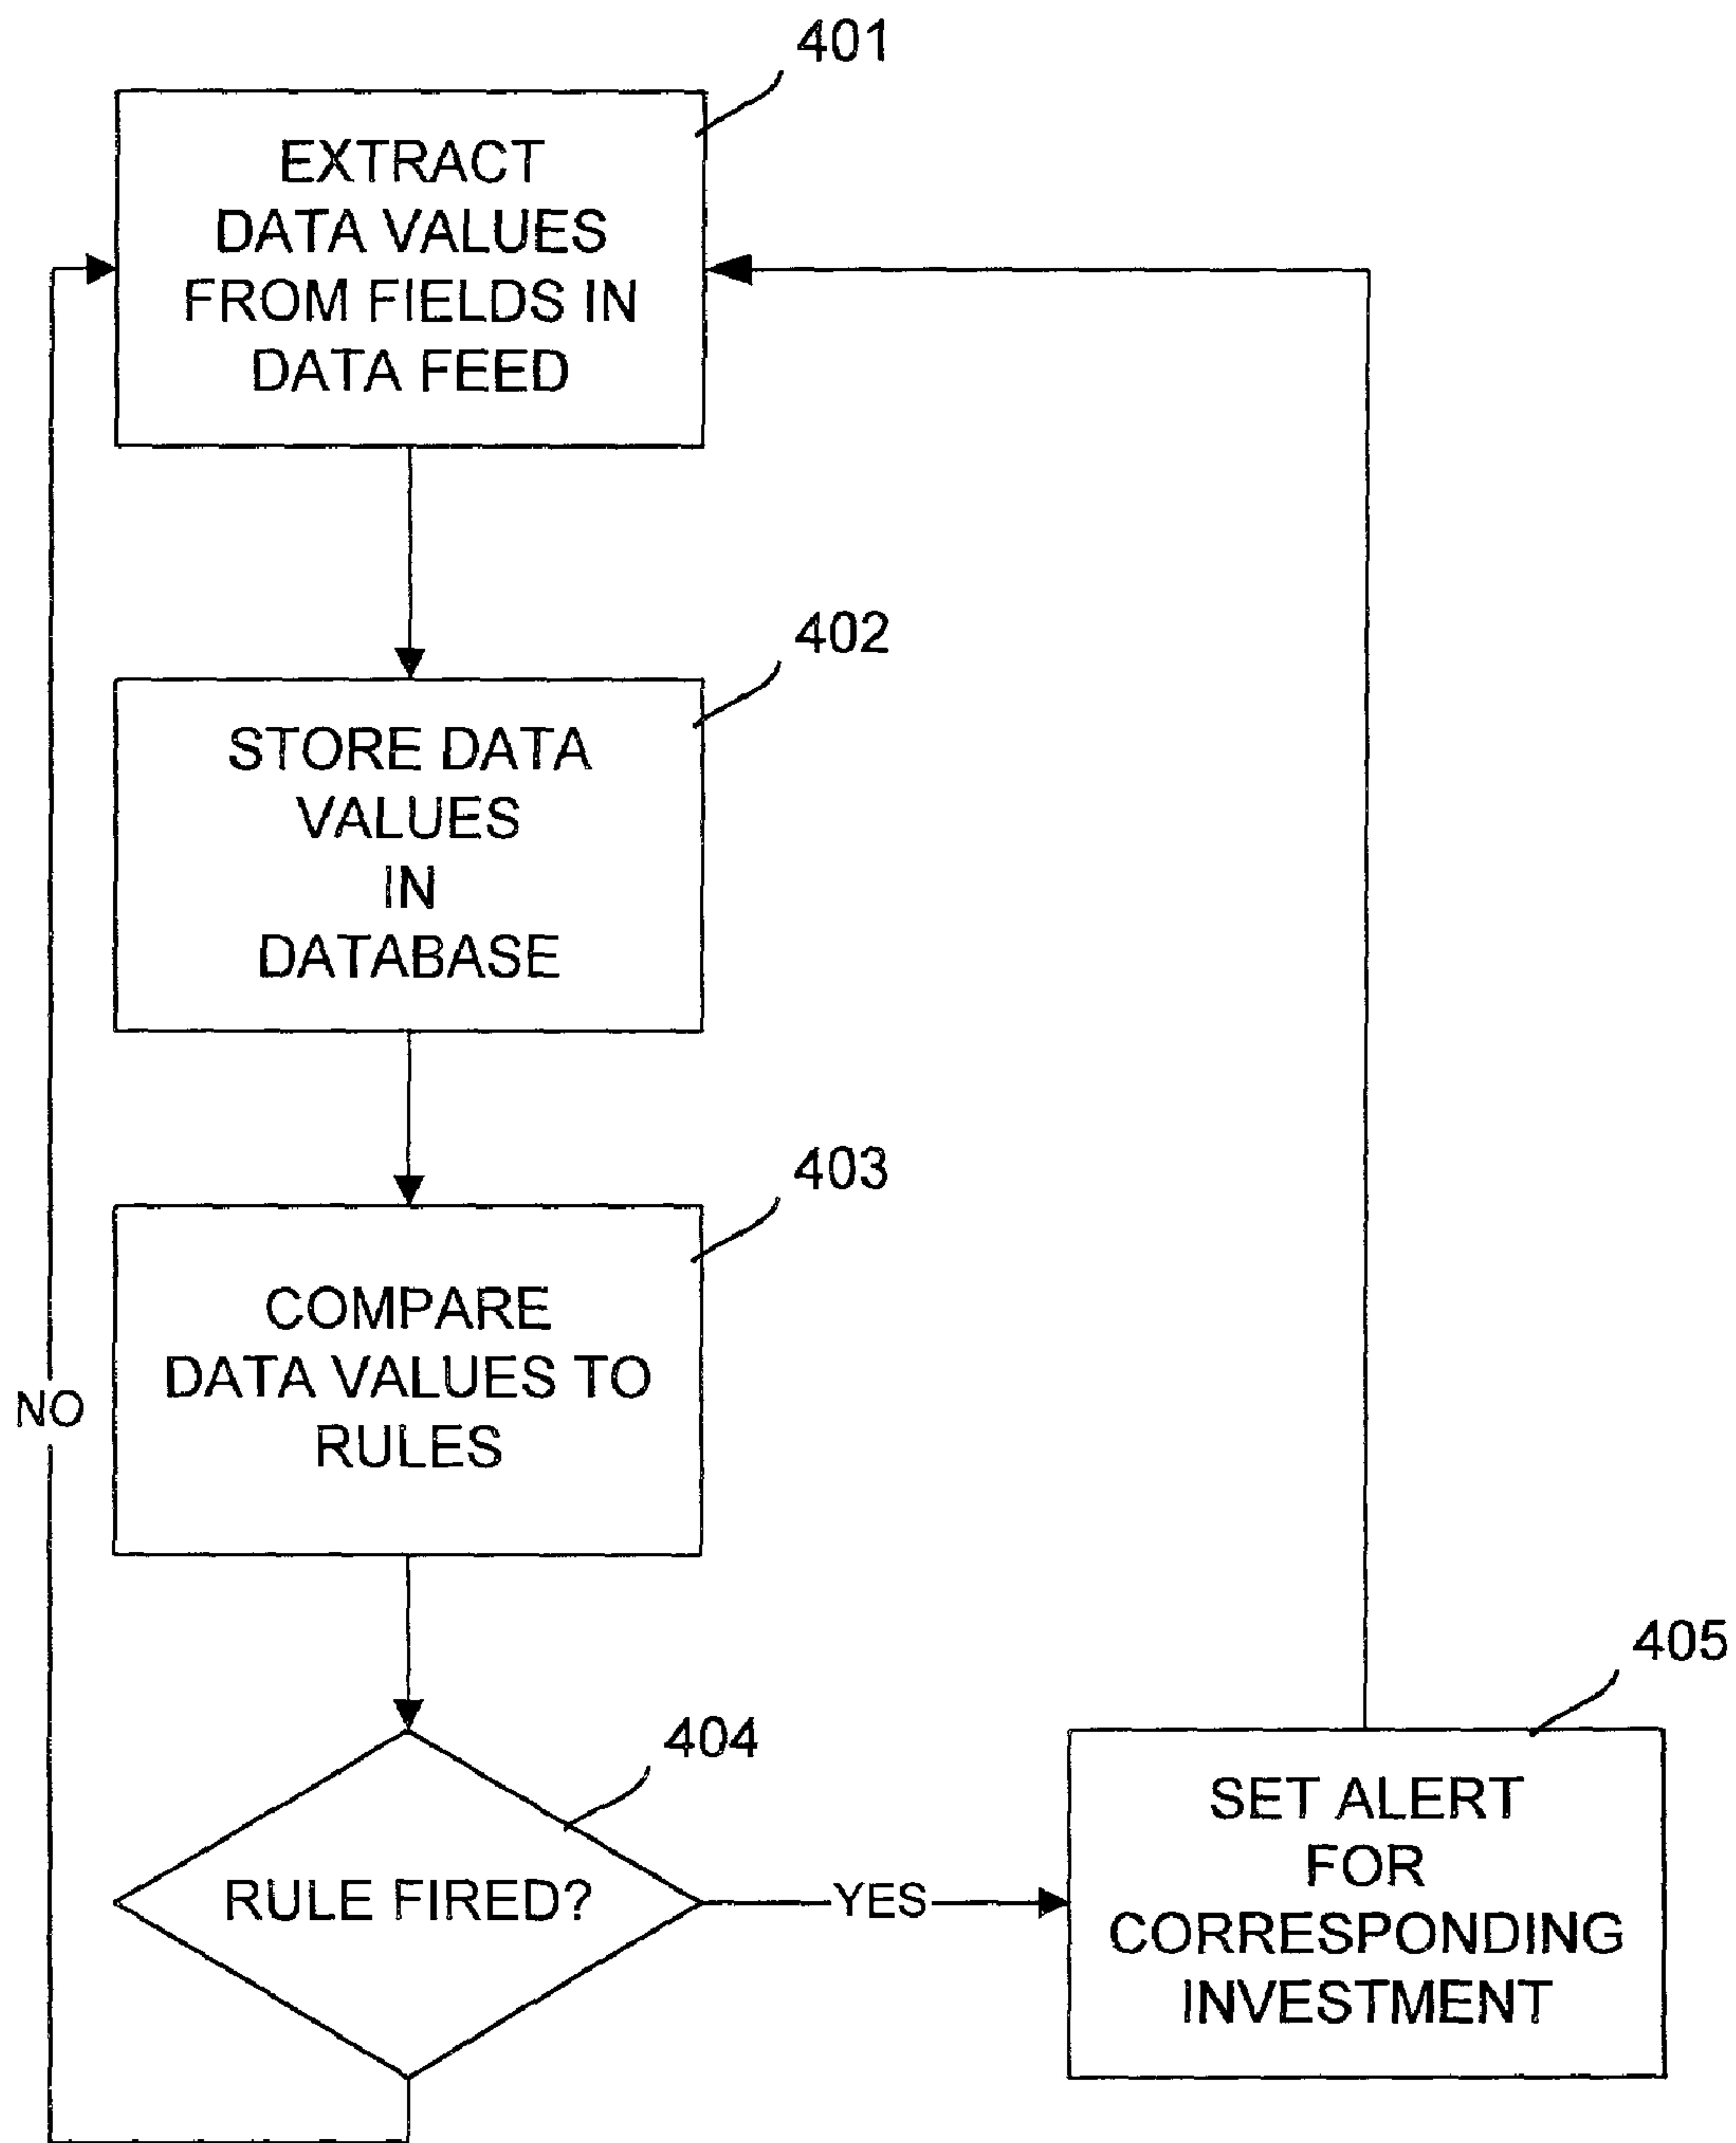 401
EXTRACT
DATA VALUES
FROM FIELDS IN
DATA FEED
402
STORE DATA
VALUES
IN
DATABASE
403
COMPARE
DATA VALUES TO
RULES
NO
404
RULE FIRED?
YES
405
SET ALERT
FOR
CORRESPONDING
INVESTMENT